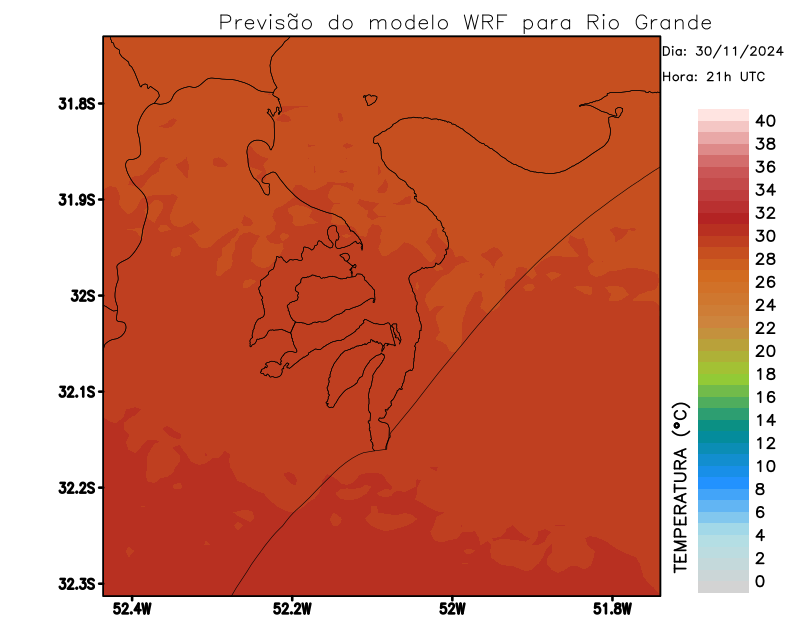 Previsão do modelo WRF para Rio Grande
Dia: 30/11/2024
Hora: 21h UTC
31.8S
31.9S
32S
32.1S
32.2S
32.3S
52.4W
52.2W
52W
51.8W
TEMPERATURA (°C)
40
38
36
34
32
30
28
26
24
22
20
18
16
14
12
10
8
6
4
2
0